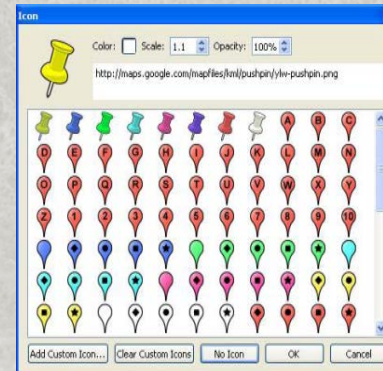 Icon
Color: Scale: 1.1 Opacity: 100%
http://maps.google.com/mapfiles/kml/pushpin/ylw-pushpin.png
A B C
D E F G H I J K L M N
O P Q R S T U V W X Y
Z 1 2 3 4 5 6 7 8 9 10
Add Custom Icon... Clear Custom Icons No Icon OK Cancel